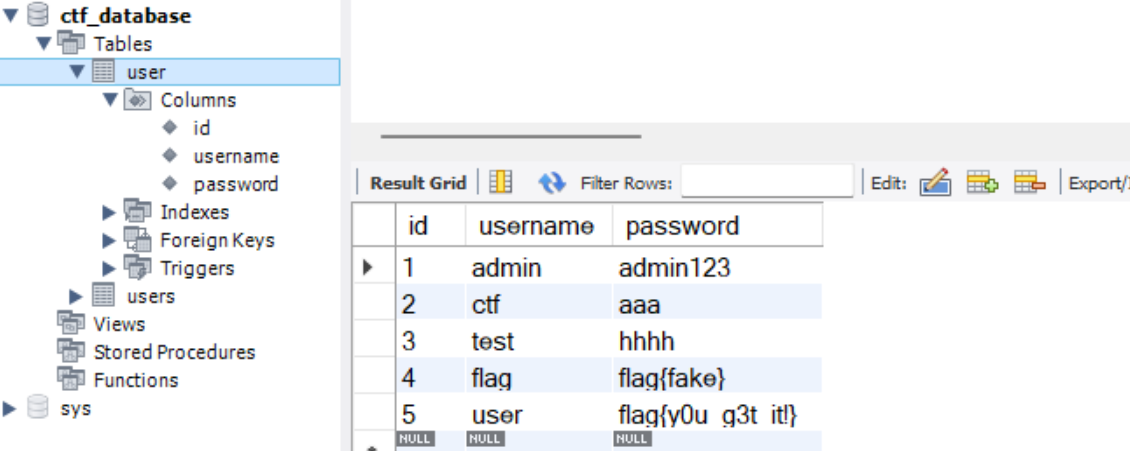 ctf_database
Tables
user
Columns
id
username
password
Indexes
Foreign Keys
Triggers
users
Views
Stored Procedures
Functions
sys
Result Grid Filter Rows: Edit: Export/
id username password
1 admin admin123
2 ctf aaa
3 test hhhh
4 flag flag{fake}
5 user flag{y0u_g3t_it!}
NULL NULL NULL